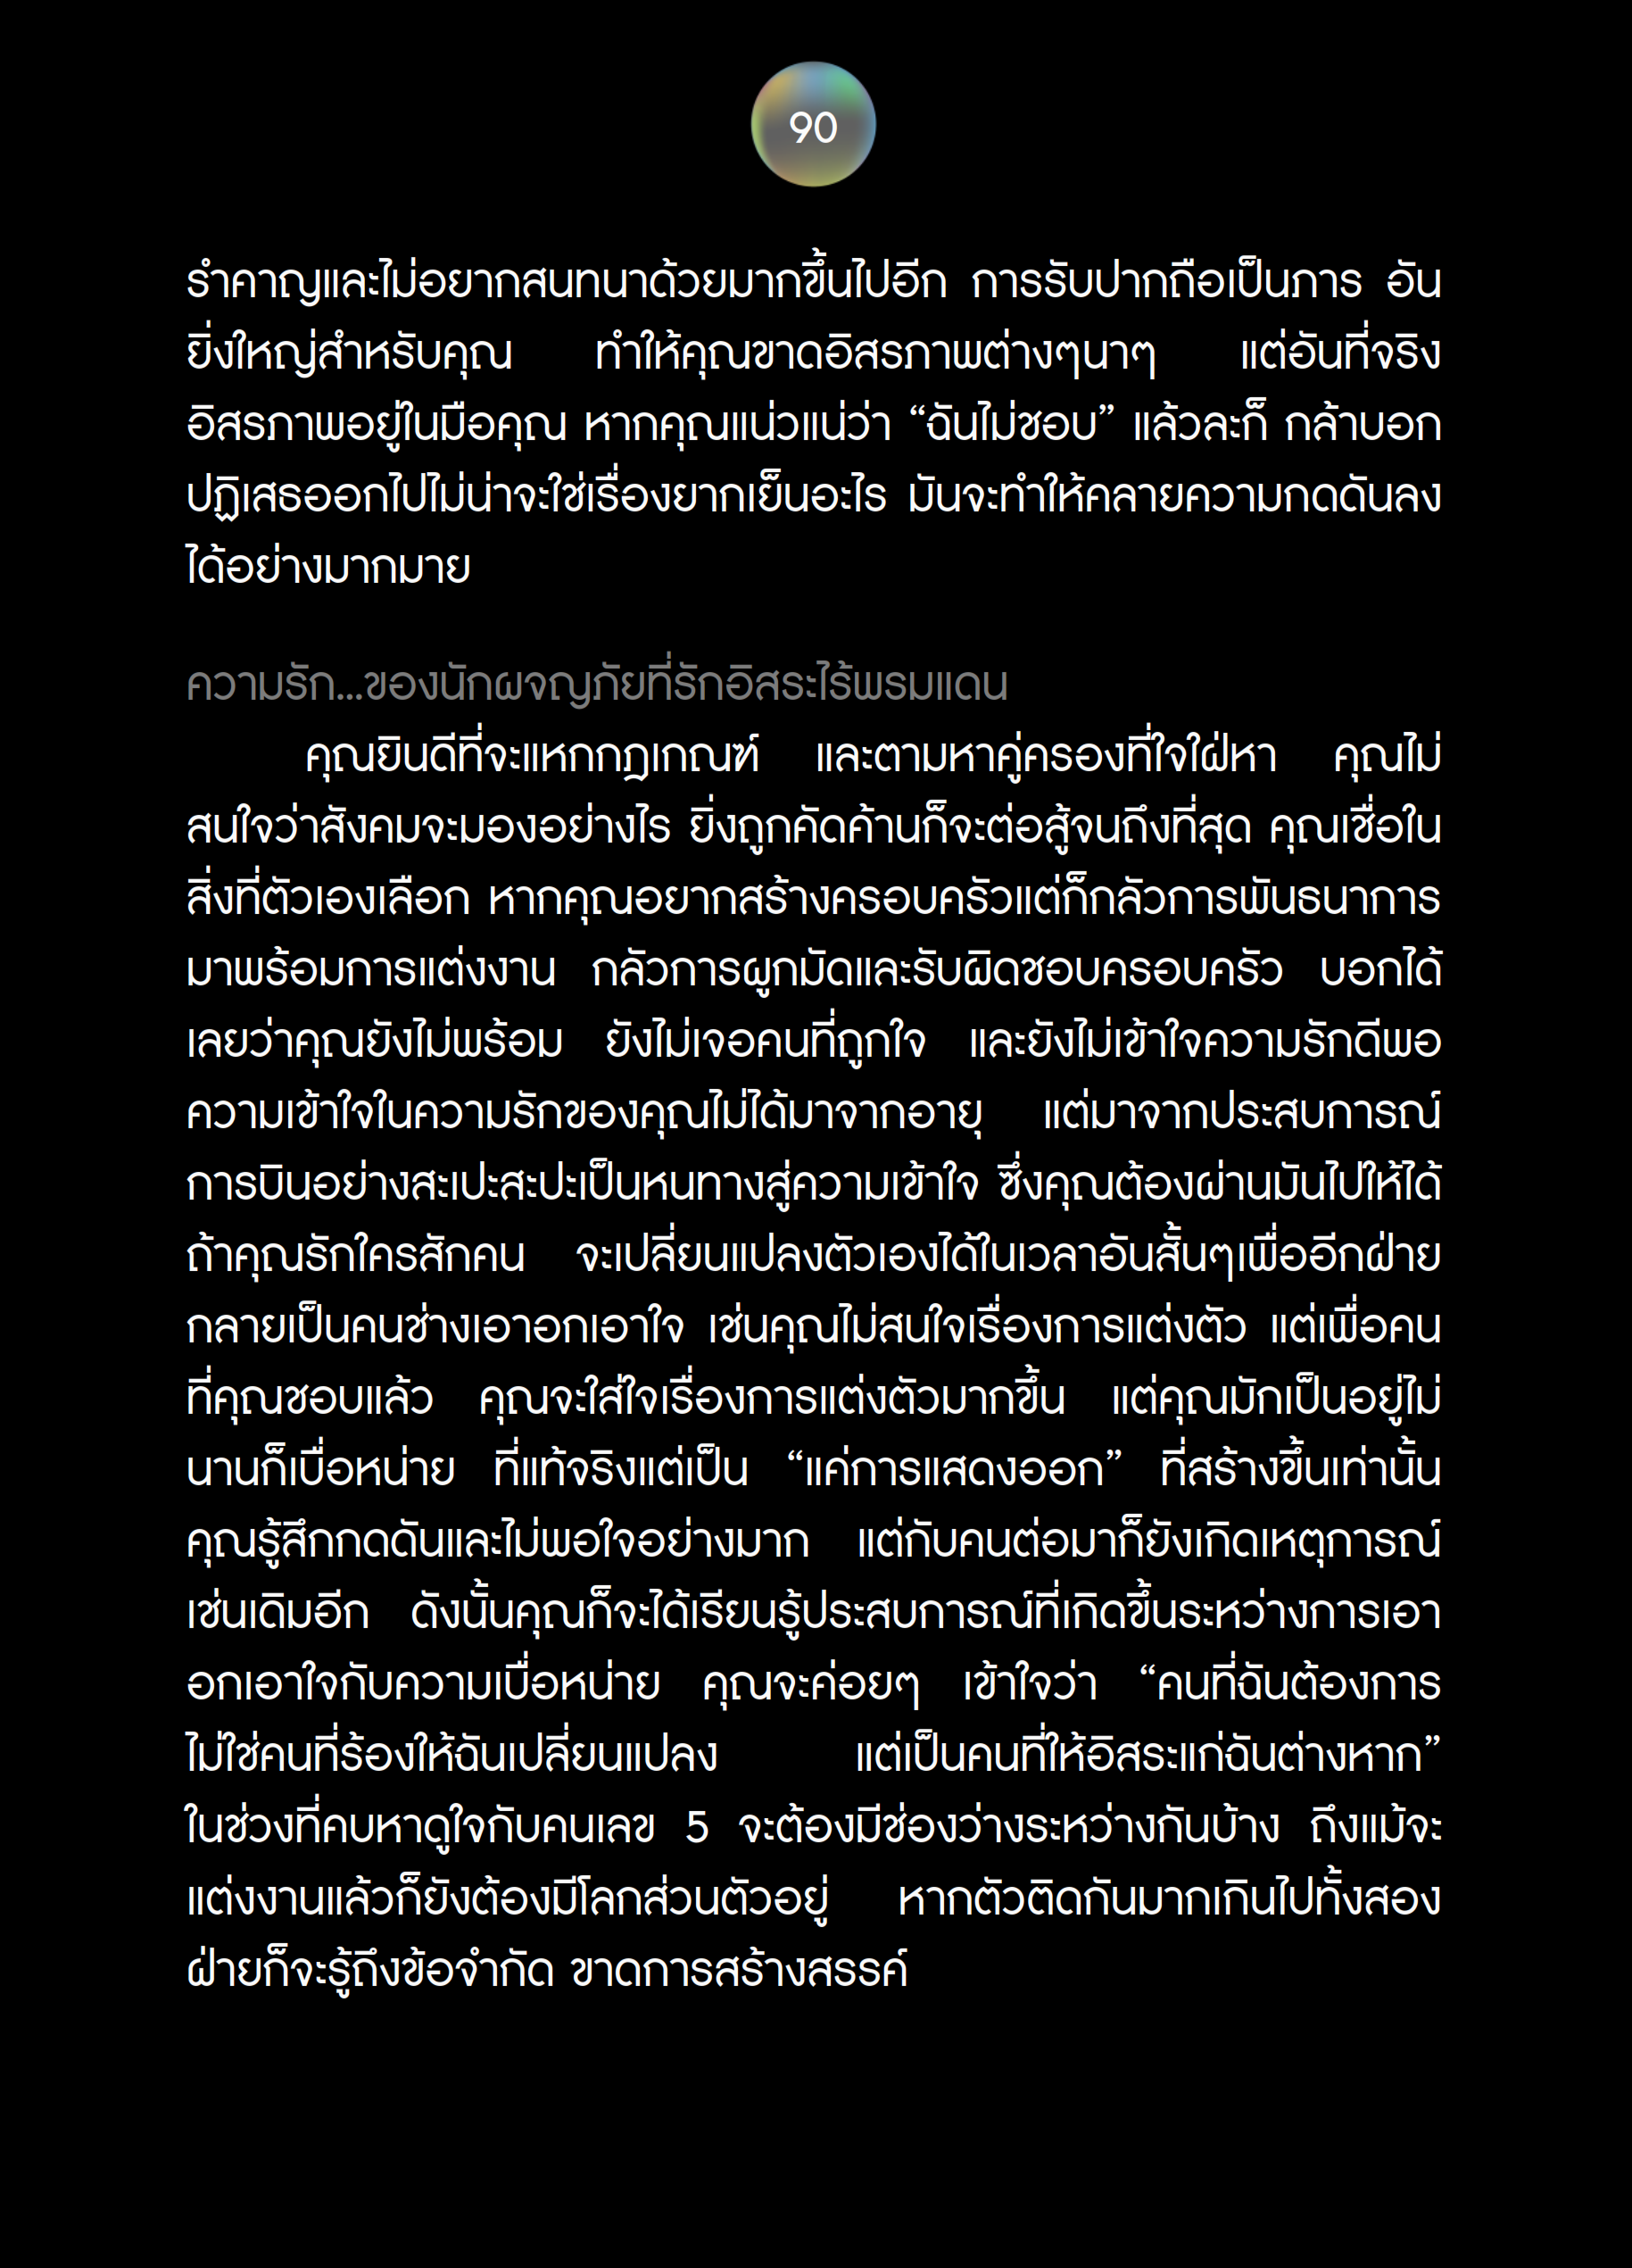 90
รำคาญและไม่อยากสนทนาด้วยมากขึ้นไปอีก การรับปากถือเป็นภาร อัน
ยิ่งใหญ่สำหรับคุณ ทำให้คุณขาดอิสรภาพต่างๆนาๆ แต่อันที่จริง
อิสรภาพอยู่ในมือคุณ หากคุณแน่วแน่ว่า “ฉันไม่ชอบ” แล้วละก็ กล้าบอก
ปฏิเสธออกไปไม่น่าจะใช่เรื่องยากเย็นอะไร มันจะทำให้คลายความกดดันลง
ได้อย่างมากมาย
ความรัก...ของนักผจญภัยที่รักอิสระไร้พรมแดน
คุณยินดีที่จะแหกกฎเกณฑ์ และตามหาคู่ครองที่ใจใฝ่หา คุณไม่
สนใจว่าสังคมจะมองอย่างไร ยิ่งถูกคัดค้านก็จะต่อสู้จนถึงที่สุด คุณเชื่อใน
สิ่งที่ตัวเองเลือก หากคุณอยากสร้างครอบครัวแต่ก็กลัวการพันธนาการ
มาพร้อมการแต่งงาน กลัวการผูกมัดและรับผิดชอบครอบครัว บอกได้
เลยว่าคุณยังไม่พร้อม ยังไม่เจอคนที่ถูกใจ และยังไม่เข้าใจความรักดีพอ
ความเข้าใจในความรักของคุณไม่ได้มาจากอายุ แต่มาจากประสบการณ์
การบินอย่างสะเปะสะปะเป็นหนทางสู่ความเข้าใจ ซึ่งคุณต้องผ่านมันไปให้ได้
ถ้าคุณรักใครสักคน จะเปลี่ยนแปลงตัวเองได้ในเวลาอันสั้นๆเพื่ออีกฝ่าย
กลายเป็นคนช่างเอาอกเอาใจ เช่นคุณไม่สนใจเรื่องการแต่งตัว แต่เพื่อคน
ที่คุณชอบแล้ว คุณจะใส่ใจเรื่องการแต่งตัวมากขึ้น แต่คุณมักเป็นอยู่ไม่
นานก็เบื่อหน่าย ที่แท้จริงแต่เป็น “แค่การแสดงออก” ที่สร้างขึ้นเท่านั้น
คุณรู้สึกกดดันและไม่พอใจอย่างมาก แต่กับคนต่อมาก็ยังเกิดเหตุการณ์
เช่นเดิมอีก ดังนั้นคุณก็จะได้เรียนรู้ประสบการณ์ที่เกิดขึ้นระหว่างการเอา
อกเอาใจกับความเบื่อหน่าย คุณจะค่อยๆ เข้าใจว่า “คนที่ฉันต้องการ
ไม่ใช่คนที่ร้องให้ฉันเปลี่ยนแปลง แต่เป็นคนที่ให้อิสระแก่ฉันต่างหาก”
ในช่วงที่คบหาดูใจกับคนเลข 5 จะต้องมีช่องว่างระหว่างกันบ้าง ถึงแม้จะ
แต่งงานแล้วก็ยังต้องมีโลกส่วนตัวอยู่ หากตัวติดกันมากเกินไปทั้งสอง
ฝ่ายก็จะรู้ถึงข้อจำกัด ขาดการสร้างสรรค์